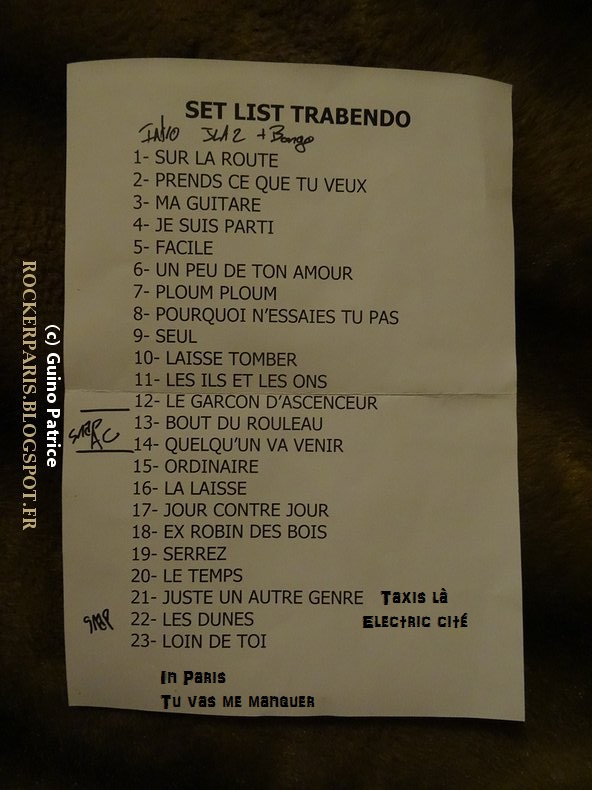 SET LIST TRABENDO
Intro JLA 2 + Bongo
1- SUR LA ROUTE
2- PRENDS CE QUE TU VEUX
3- MA GUITARE
4- JE SUIS PARTI
5- FACILE
6- UN PEU DE TON AMOUR
7- PLOUM PLOUM
8- POURQUOI N'ESSAIES TU PAS
9- SEUL
10- LAISSE TOMBER
11- LES ILS ET LES ONS
12- LE GARCON D'ASCENCEUR
13- BOUT DU ROULEAU
AC
14- QUELQU'UN VA VENIR
15- ORDINAIRE
16- LA LAISSE
17- JOUR CONTRE JOUR
18- EX ROBIN DES BOIS
19- SERREZ
20- LE TEMPS
21- JUSTE UN AUTRE GENRE Taxis là
22- LES DUNES Electric cité
23- LOIN DE TOI
In Paris
Tu vas me manquer
ROCKERPARIS.BLOGSPOT.FR
(c) Guino Patrice